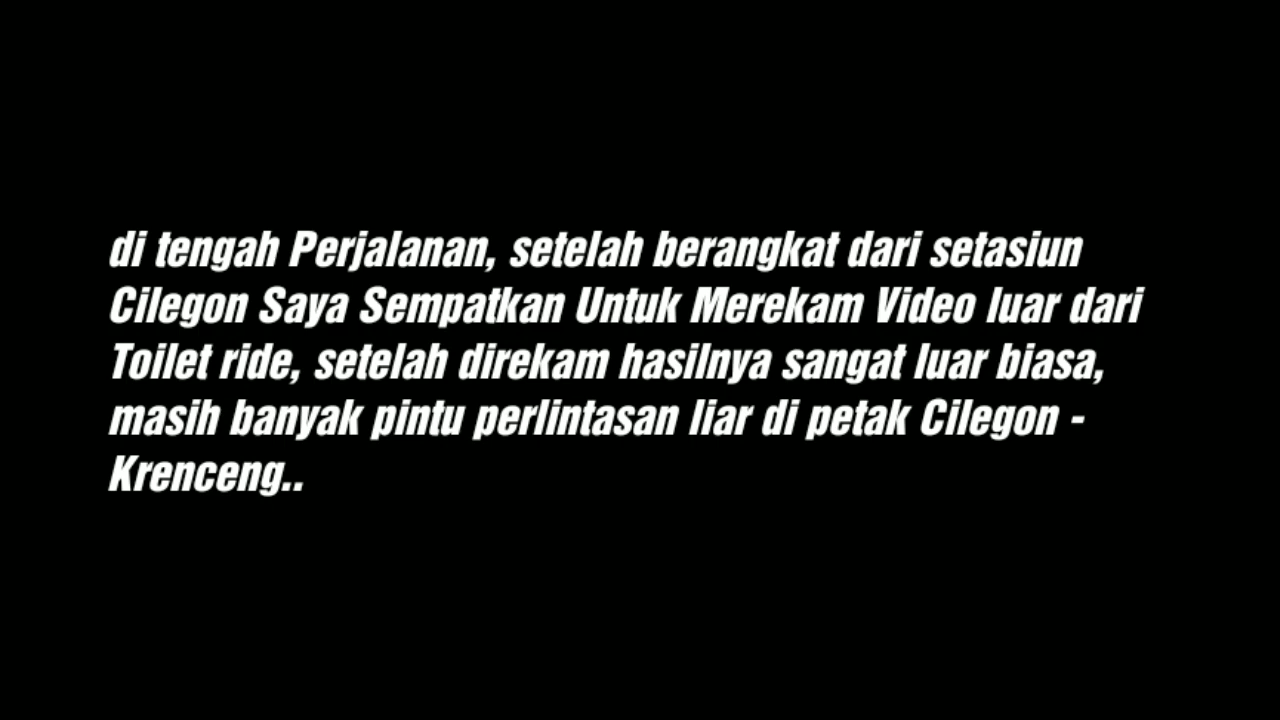 di tengah Perjalanan, setelah berangkat dari setasiun
Cilegon Saya Sempatkan Untuk Merekam Video luar dari
Toilet ride, setelah direkam hasilnya sangat luar biasa,
masih banyak pintu perlintasan liar di petak Cilegon -
Krenceng..